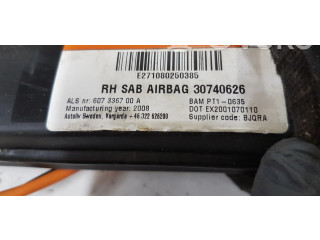 E271080250385
RH SAB AIRBAG 30740626
ALS nr. 607 3367 00 A
BAM PT1-0635
Manufacturing year. 2008
DOT EX2001070110
Autoliv Sweden, Vargarda +46 322 626200
Supplier code: BJQRA